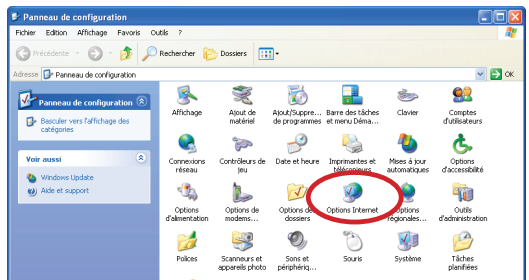 Panneau de configuration
Fichier Edition Affichage Favoris Outils ?
Précédente Rechercher Dossiers
Adresse Panneau de configuration OK
Panneau de configuration
Basculer vers l'affichage des
catégories
Voir aussi
Windows Update
Aide et support
Affichage
Ajout de
matériel
Ajout/Suppre...
de programmes
Barre des tâches
et menu Déma...
Clavier
Comptes
d'utilisateurs
Connexions
réseau
Contrôleurs de
jeu
Date et heure
Imprimantes et
télécopieurs
Mises à jour
automatiques
Options
d'accessibilité
Options
d'alimentation
Options de
modems...
Options de
dossiers
Options Internet
Options
régionales...
Outils
d'administration
Polices
Scanneurs et
appareils photo
Sons et
périphériq...
Souris
Système
Tâches
planifiées